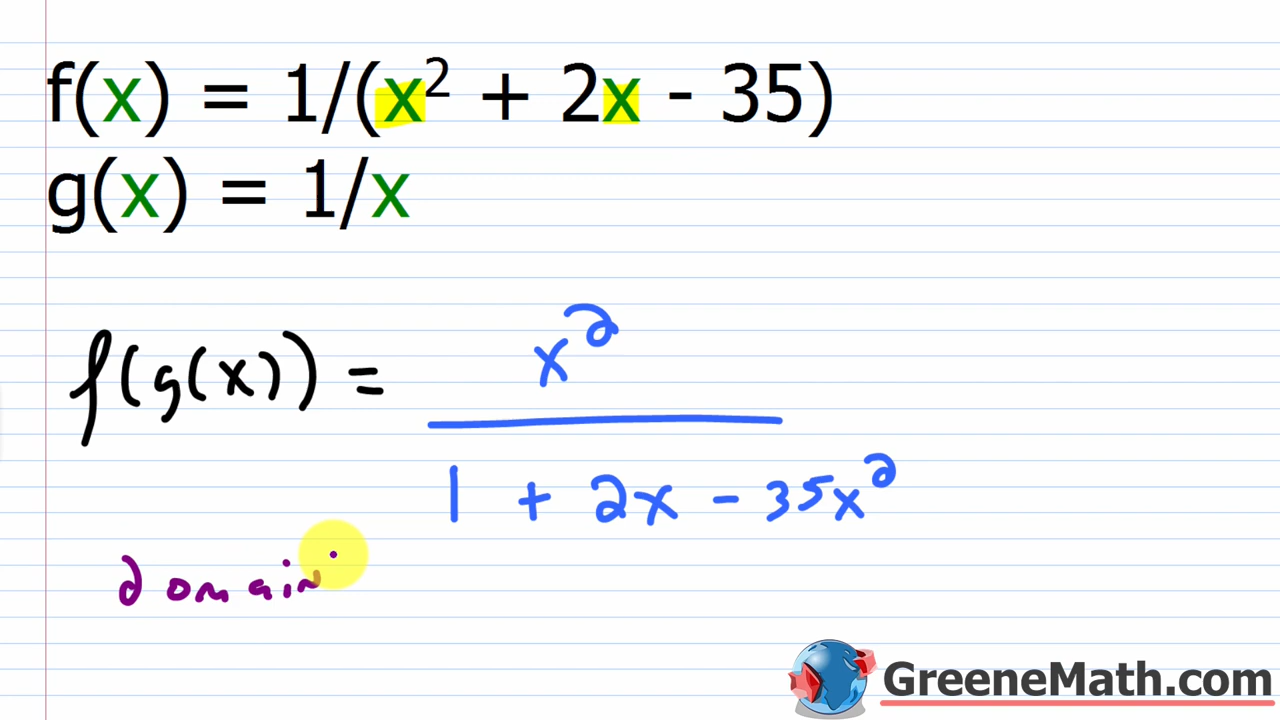 f(x) = 1/(x² + 2x - 35)
g(x) = 1/x
f(g(x)) = x²
1 + 2x - 35x²
domain
GreeneMath.com